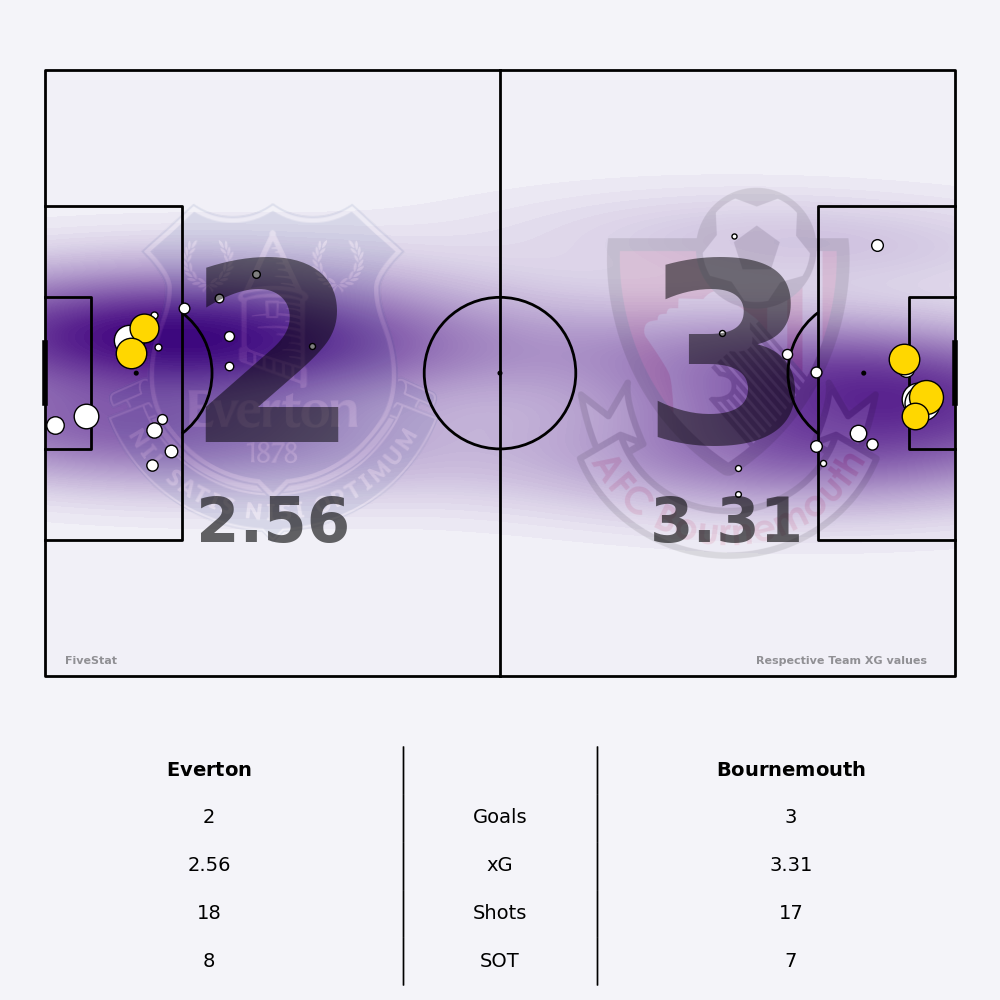 2
3
Everton
1878
NIL SATIS NISI OPTIMUM
AFC Bournemouth
2.56
3.31
FiveStat
Respective Team XG values
Everton
Bournemouth
2
Goals
3
2.56
xG
3.31
18
Shots
17
8
SOT
7